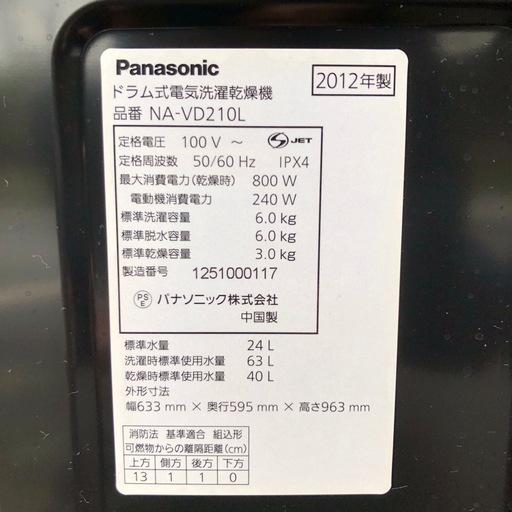 Panasonic
2012年製
ドラム式電気洗濯乾燥機
品番 NA-VD210L
定格電圧 100 V ～ S JET
定格周波数 50/60 Hz IPX4
最大消費電力(乾燥時) 800 W
電動機消費電力 240 W
標準洗濯容量 6.0 kg
標準脱水容量 6.0 kg
標準乾燥容量 3.0 kg
製造番号 1251000117
PSE パナソニック株式会社
中国製
標準水量 24 L
洗濯時標準使用水量 63 L
乾燥時標準使用水量 40 L
外形寸法
幅633 mm × 奥行595 mm × 高さ963 mm
消防法 基準適合 組込形
可燃物からの離隔距離(cm)
上方 側方 後方 下方
13 1 1 0